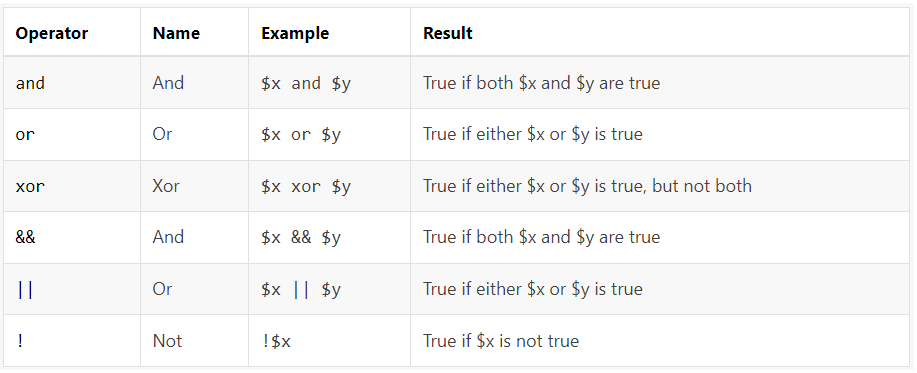 Operator Name Example Result
and And $x and $y True if both $x and $y are true
or Or $x or $y True if either $x or $y is true
xor Xor $x xor $y True if either $x or $y is true, but not both
&& And $x && $y True if both $x and $y are true
|| Or $x || $y True if either $x or $y is true
! Not !$x True if $x is not true